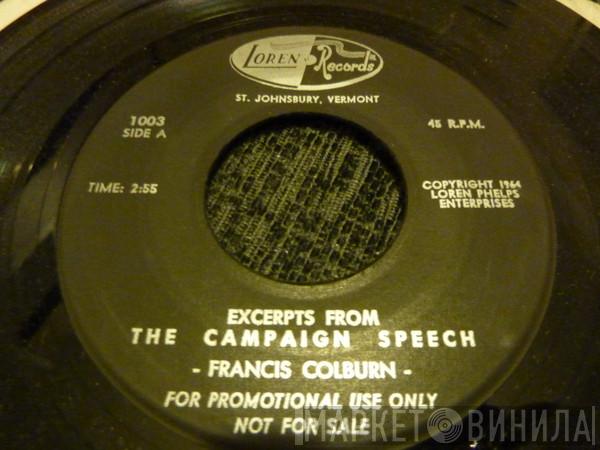 LOREN Records
ST. JOHNSBURY, VERMONT
1003
SIDE A
45 R.P.M.
TIME: 2:55
COPYRIGHT 1964
LOREN PHELPS
ENTERPRISES
EXCERPTS FROM
THE CAMPAIGN SPEECH
- FRANCIS COLBURN -
FOR PROMOTIONAL USE ONLY
NOT FOR SALE
МАРКЕТ ВИНИЛА